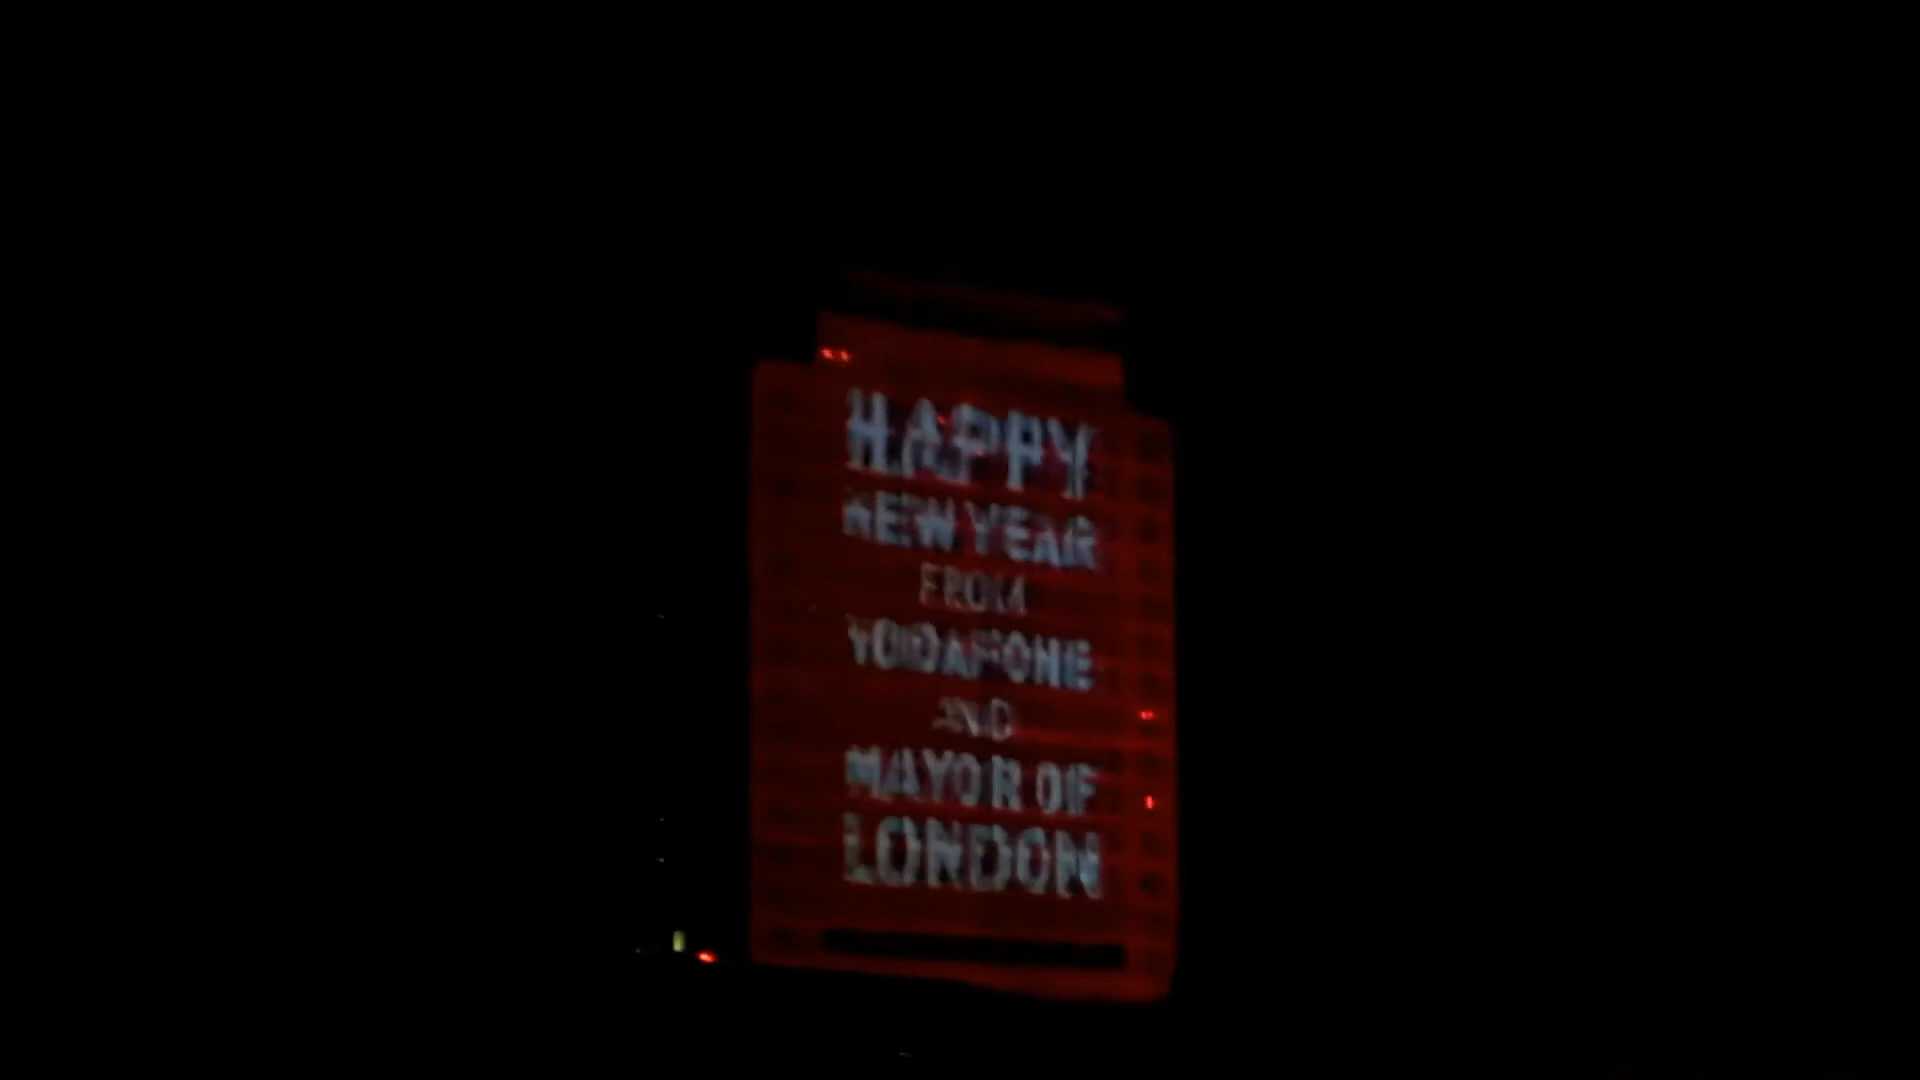 HAPPY
NEW YEAR
FROM
VODAFONE
AND
MAYOR OF
LONDON